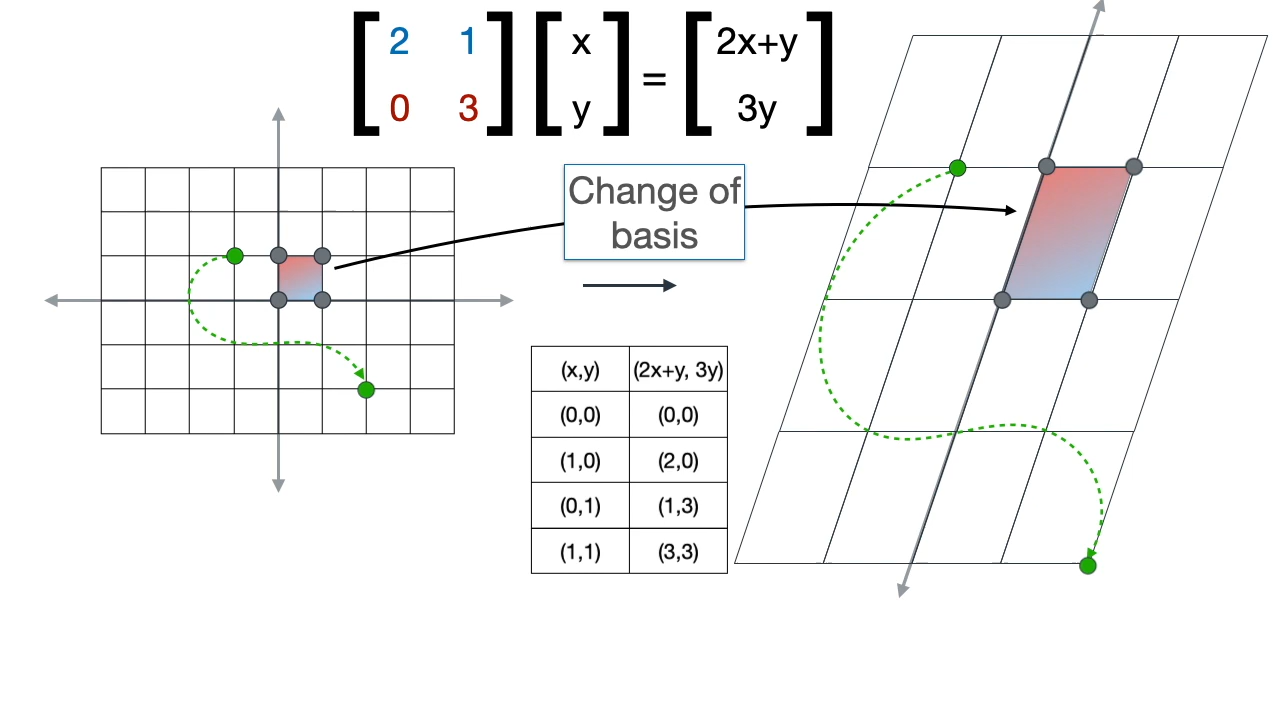 [2 1
0 3] [x
y] = [2x+y
3y]
Change of
basis
(x,y) (2x+y, 3y)
(0,0) (0,0)
(1,0) (2,0)
(0,1) (1,3)
(1,1) (3,3)